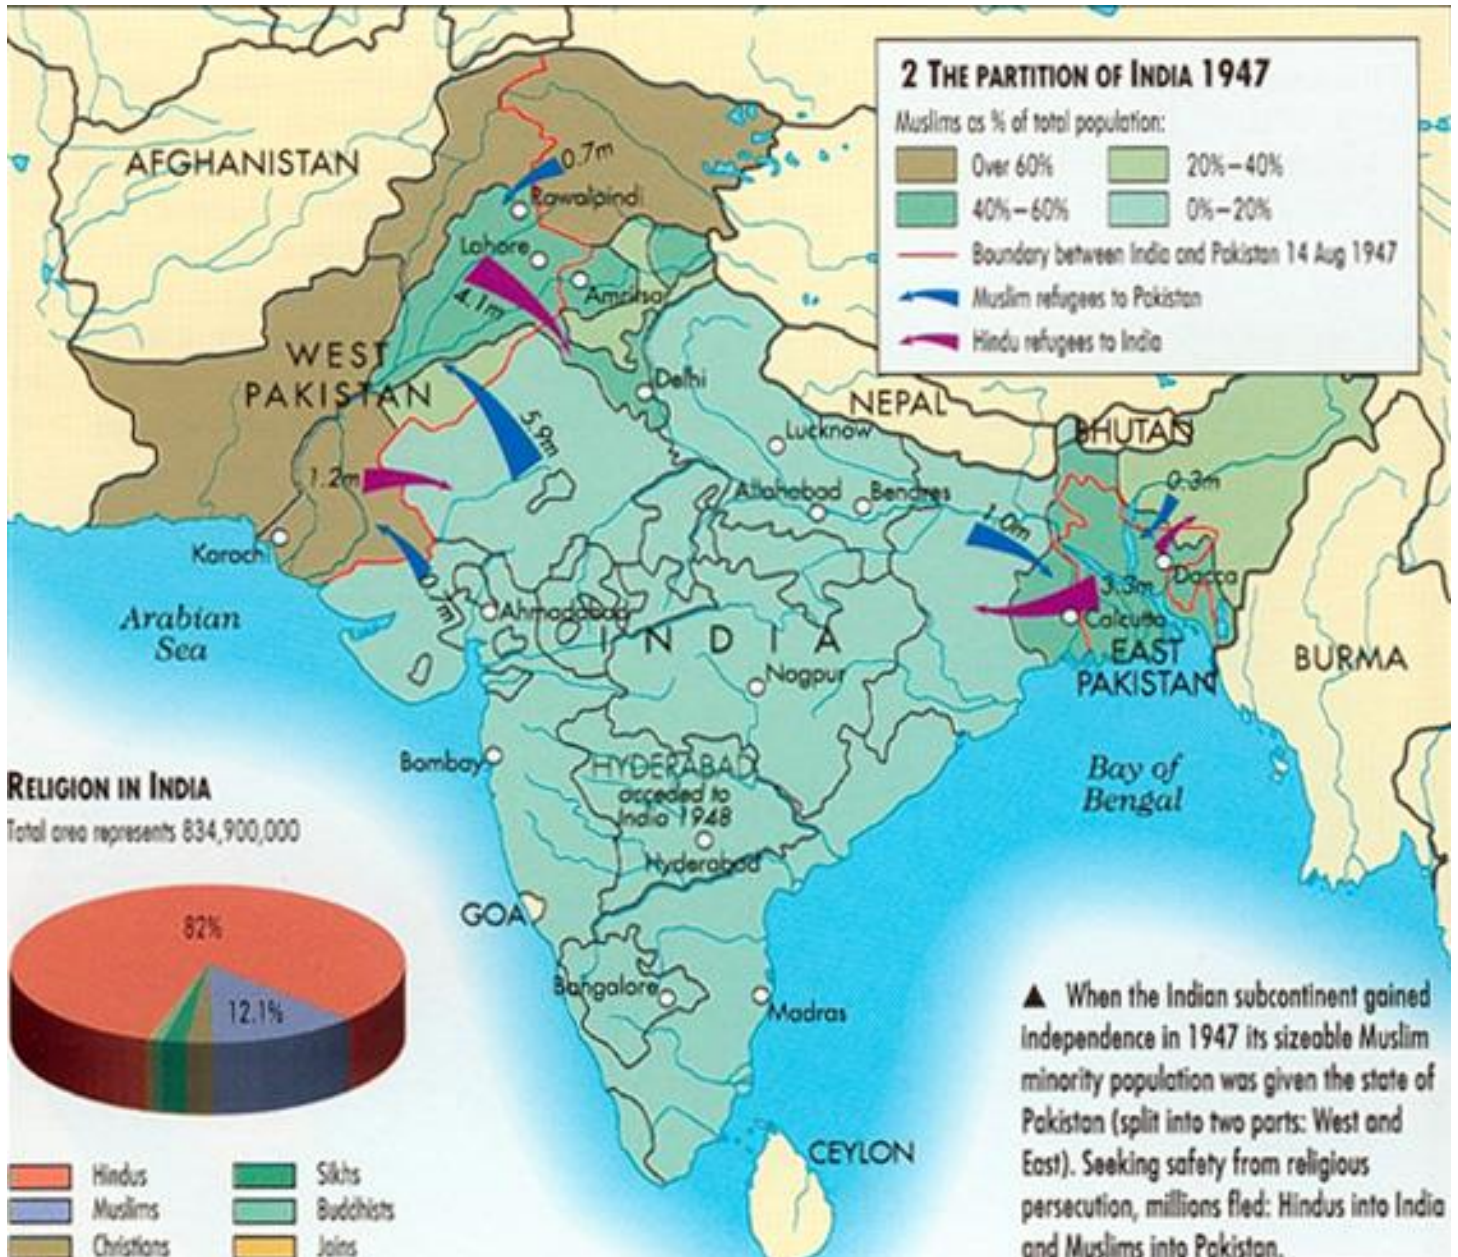 2 THE PARTITION OF INDIA 1947
Muslims as % of total population:
Over 60%
20%–40%
40%–60%
0%–20%
Boundary between India and Pakistan 14 Aug 1947
Muslim refugees to Pakistan
Hindu refugees to India
AFGHANISTAN
0.7m
Rawalpindi
Lahore
Amritsar
4.1m
WEST
PAKISTAN
Delhi
NEPAL
BHUTAN
5.9m
Lucknow
1.2m
Allahabad
Benares
0.3m
1.0m
Karachi
Dacca
0.7m
3.3m
Ahmadabad
Calcutta
Arabian
Sea
INDIA
EAST
PAKISTAN
BURMA
Nagpur
Bombay
HYDERABAD
acceded to
India 1948
Hyderabad
Bay of
Bengal
RELIGION IN INDIA
Total area represents 834,900,000
82%
12.1%
GOA
Bangalore
Madras
CEYLON
Hindus
Sikhs
Muslims
Buddhists
Christians
Jains
▲ When the Indian subcontinent gained
independence in 1947 its sizeable Muslim
minority population was given the state of
Pakistan (split into two parts: West and
East). Seeking safety from religious
persecution, millions fled: Hindus into India
and Muslims into Pakistan.